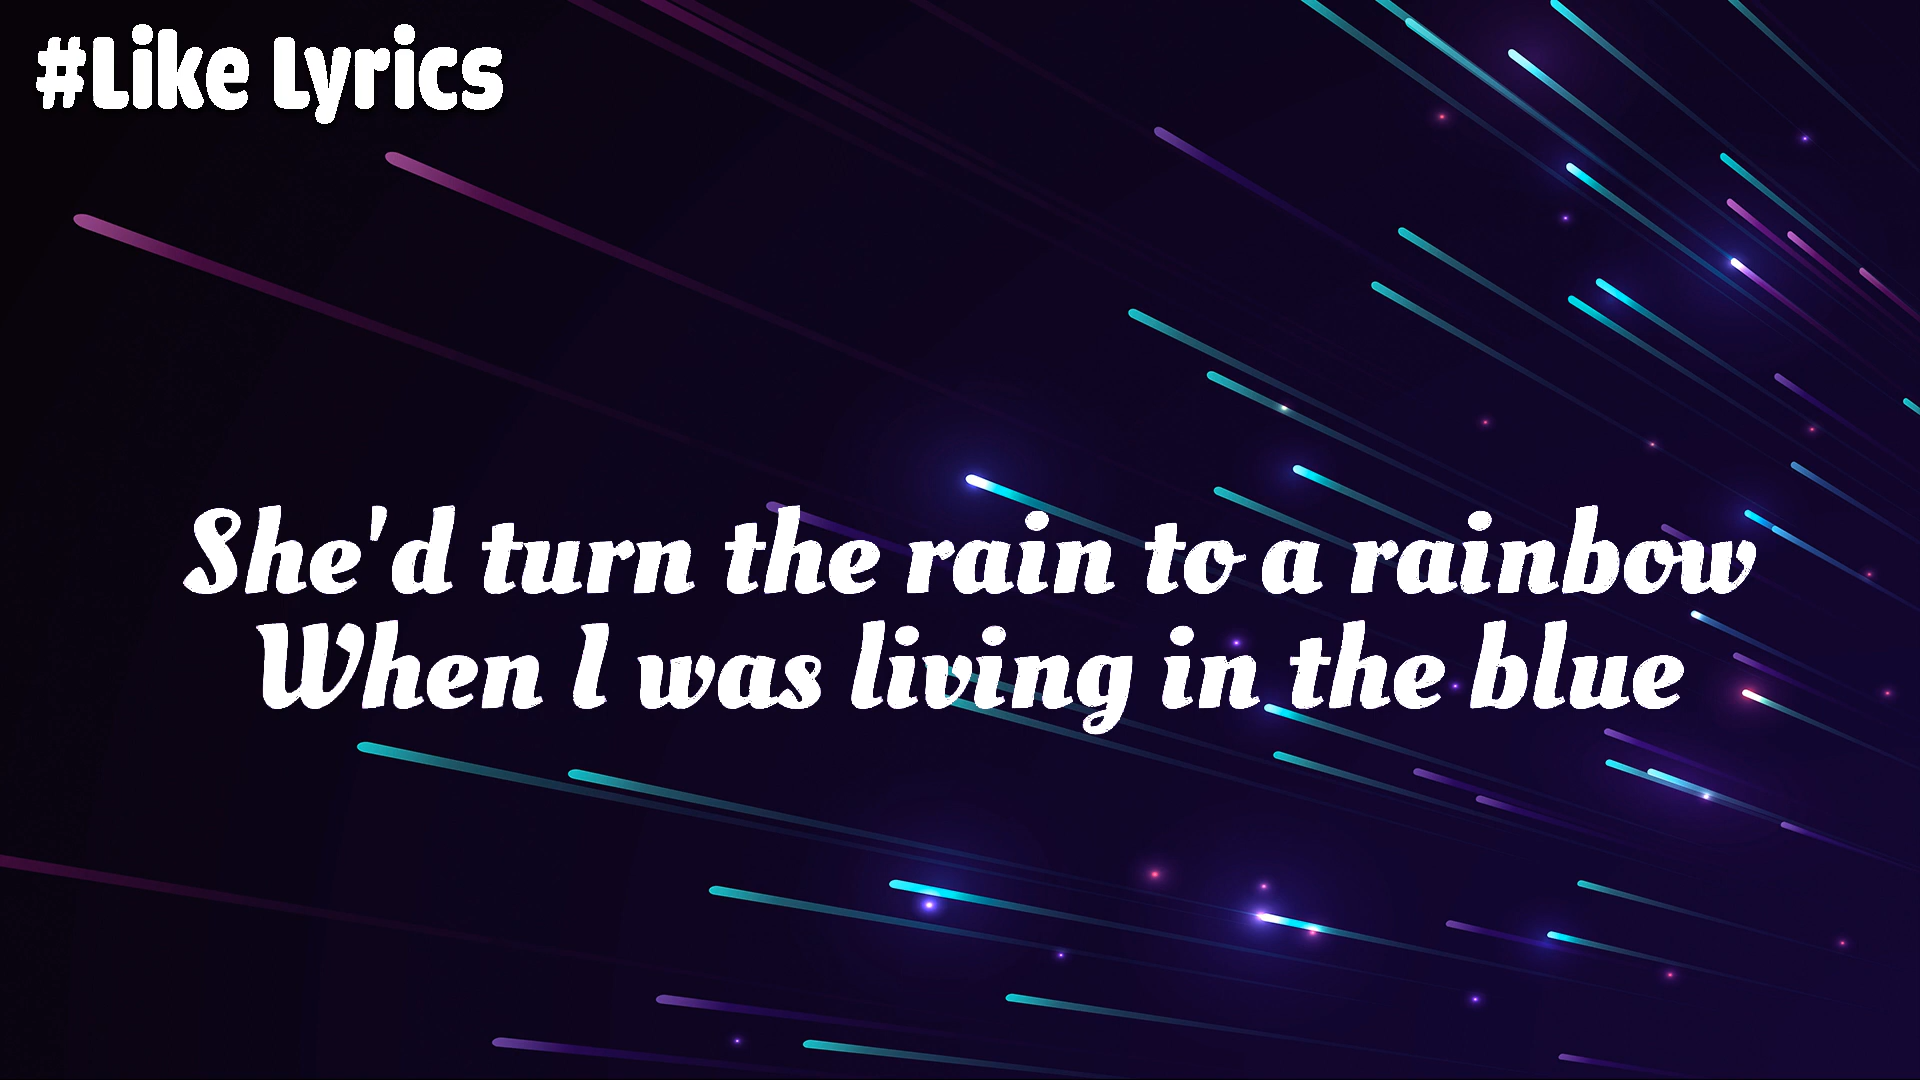 #Like Lyrics
She'd turn the rain to a rainbow
When I was living in the blue